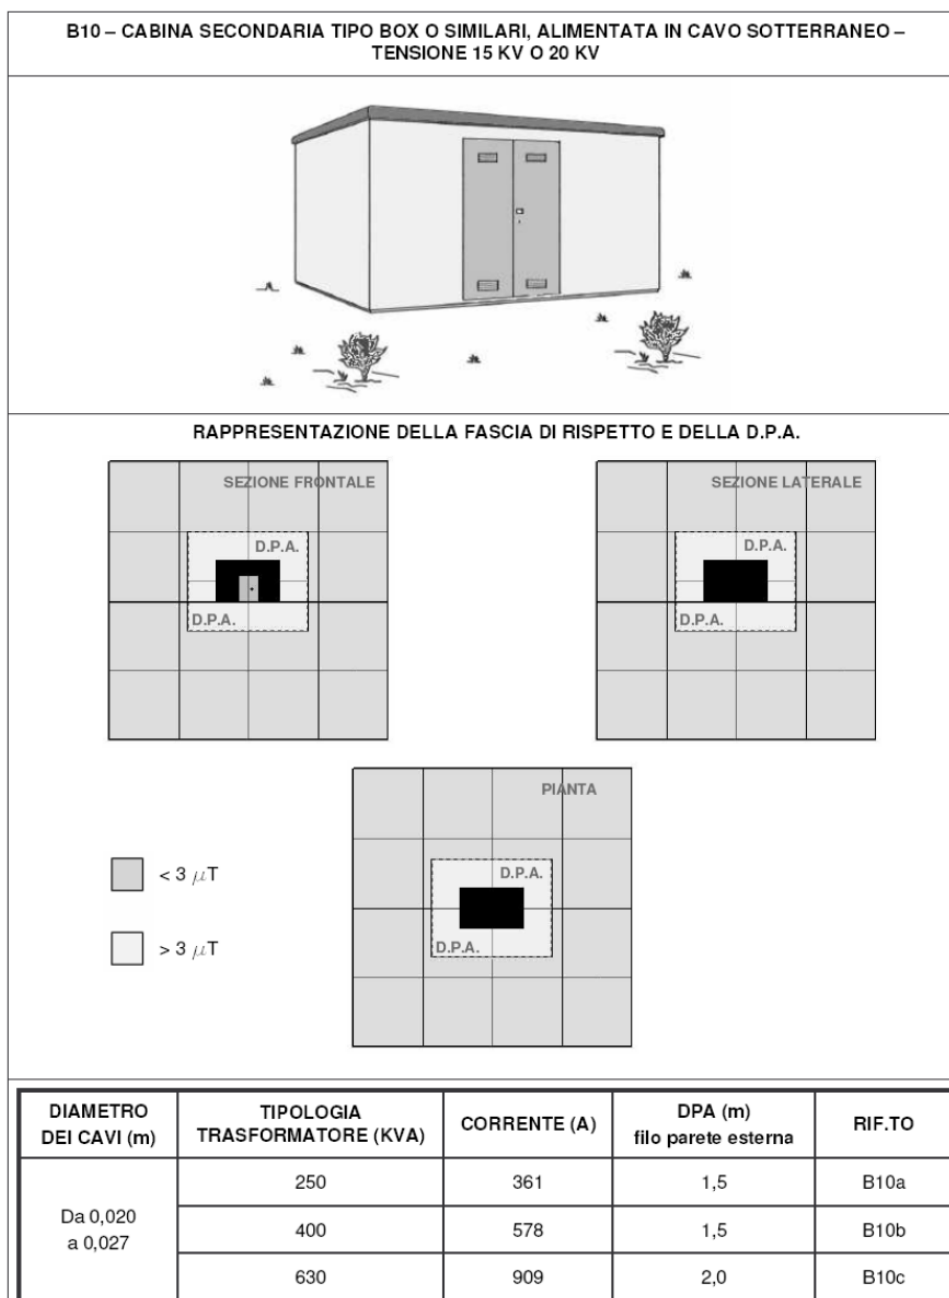 B10 – CABINA SECONDARIA TIPO BOX O SIMILARI, ALIMENTATA IN CAVO SOTTERRANEO –
TENSIONE 15 KV O 20 KV
RAPPRESENTAZIONE DELLA FASCIA DI RISPETTO E DELLA D.P.A.
SEZIONE FRONTALE
D.P.A.
D.P.A.
SEZIONE LATERALE
D.P.A.
D.P.A.
PIANTA
D.P.A.
D.P.A.
< 3 μT
> 3 μT
DIAMETRO
DEI CAVI (m)
TIPOLOGIA
TRASFORMATORE (KVA)
CORRENTE (A)
DPA (m)
filo parete esterna
RIF.TO
Da 0,020
a 0,027
250
361
1,5
B10a
400
578
1,5
B10b
630
909
2,0
B10c